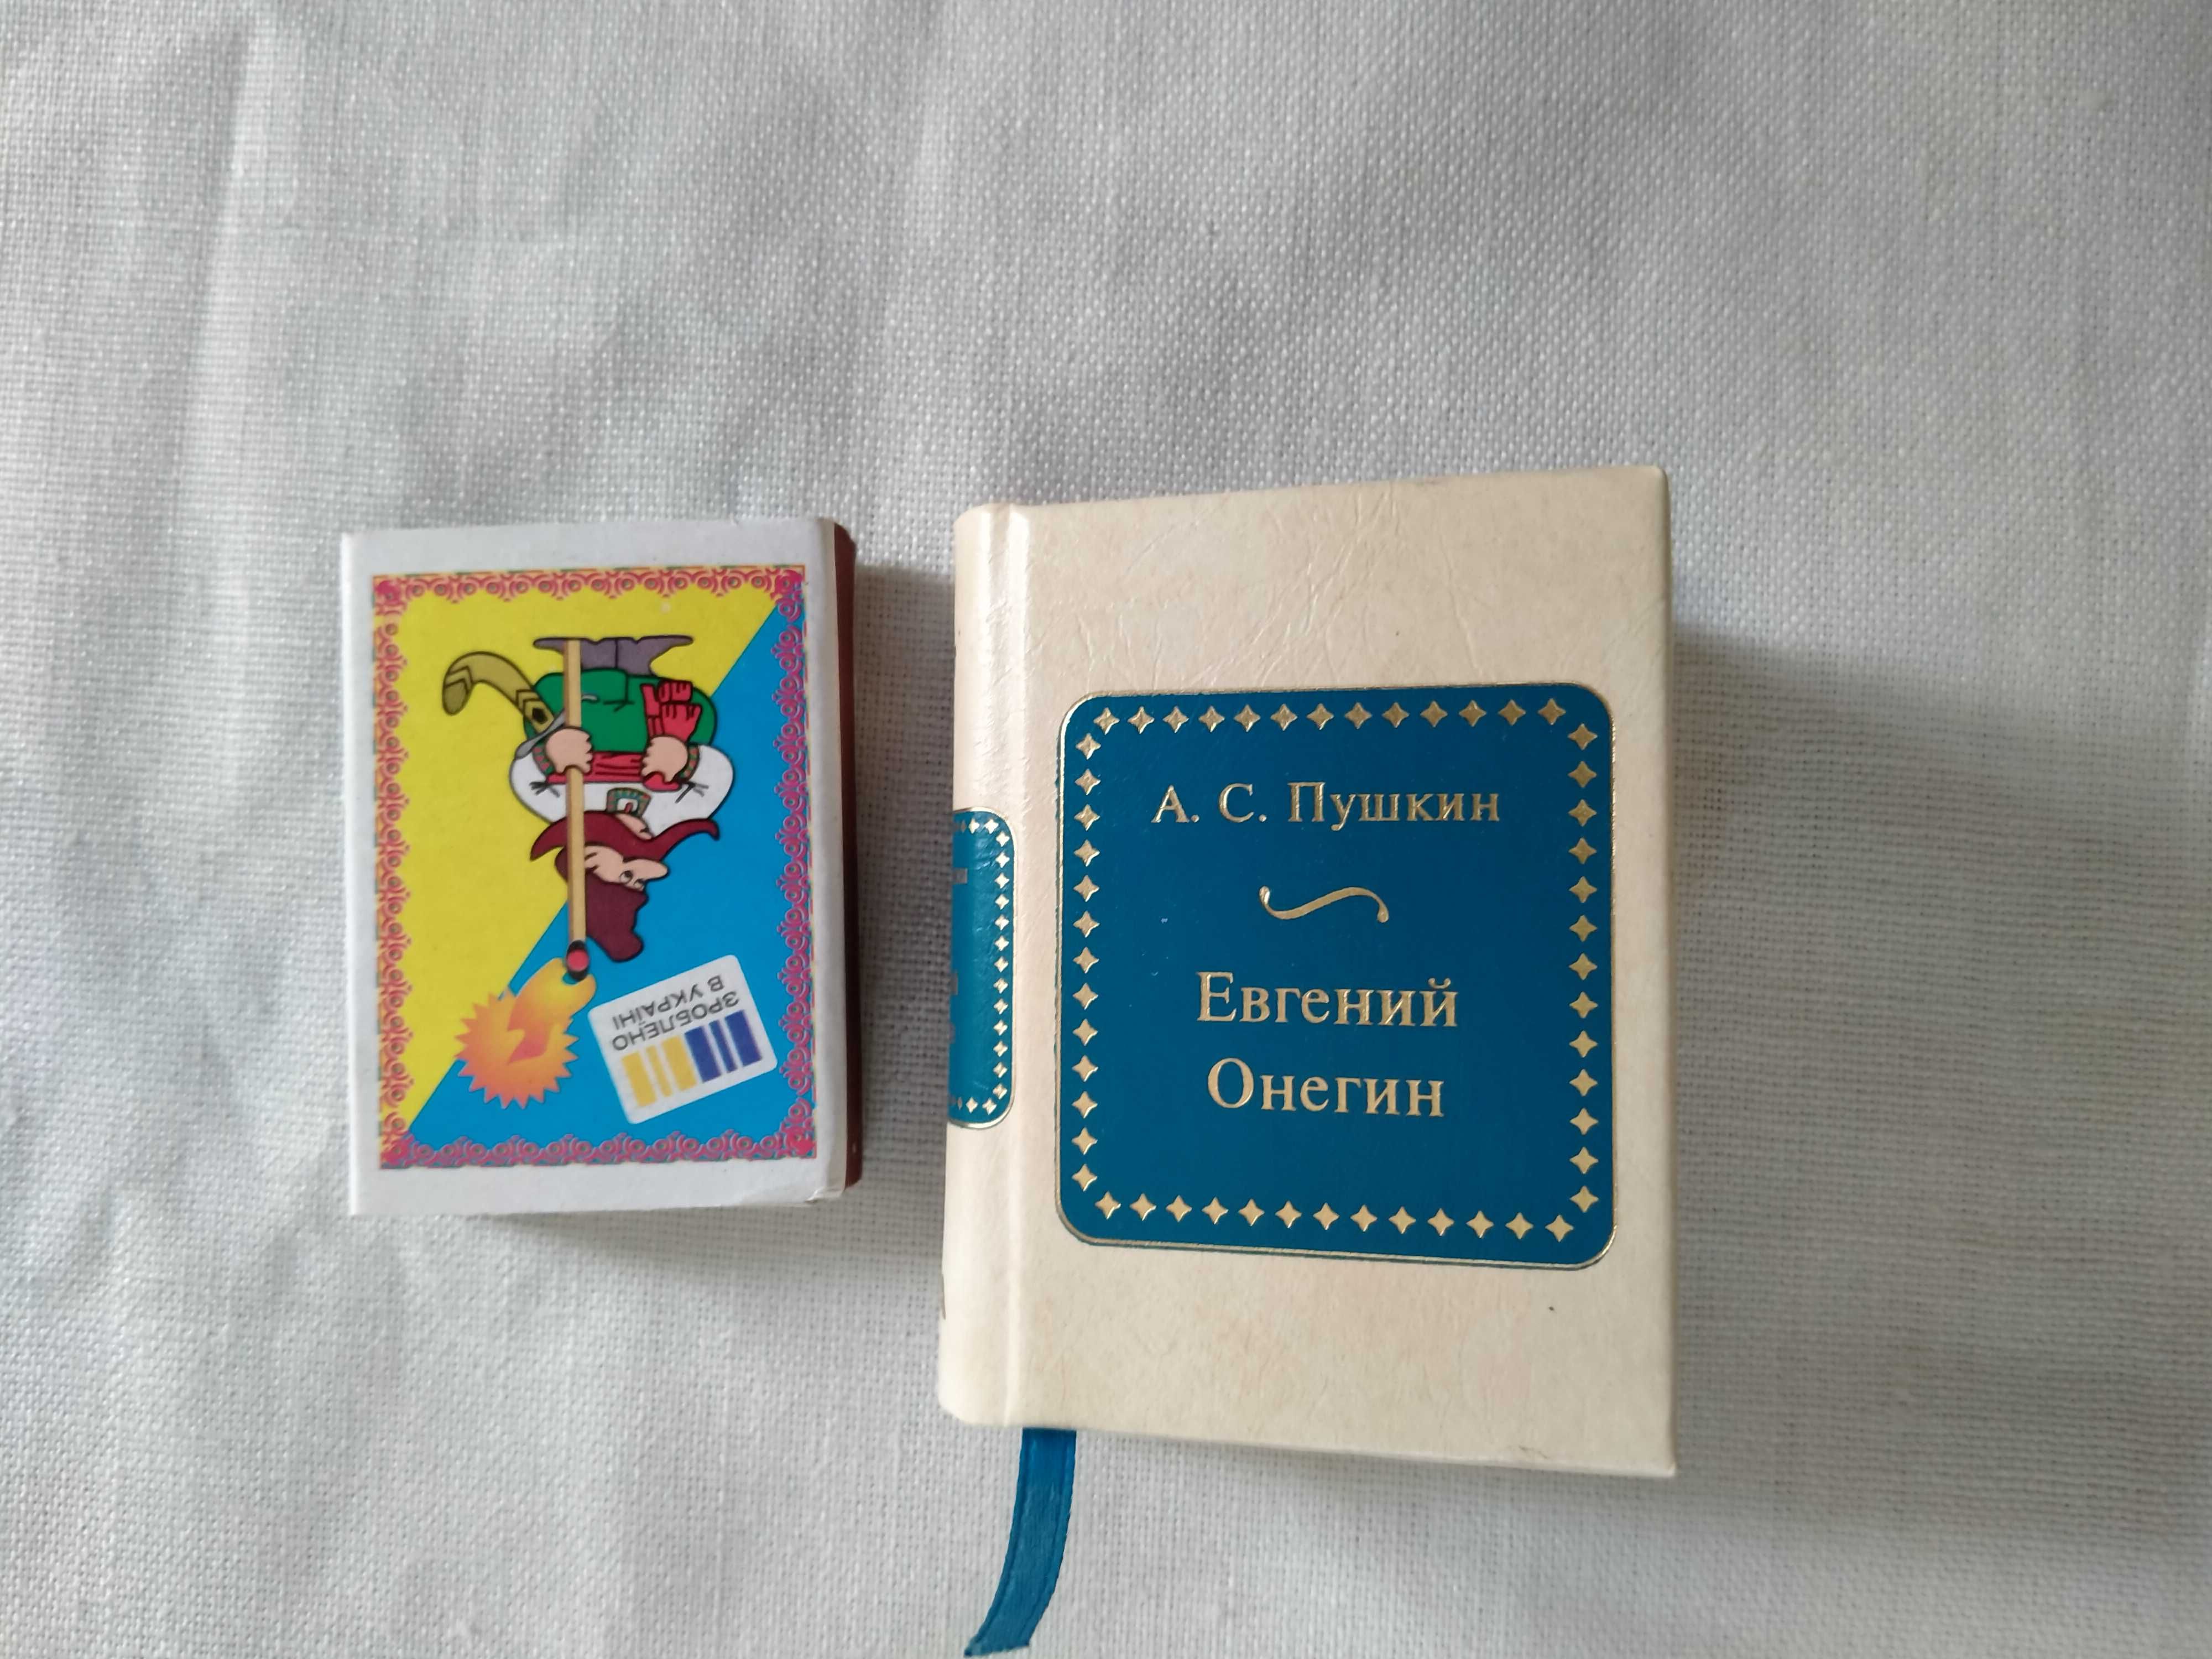 ЗРОБЛЕНО
В УКРАЇНІ
А. С. Пушкин
Евгений
Онегин